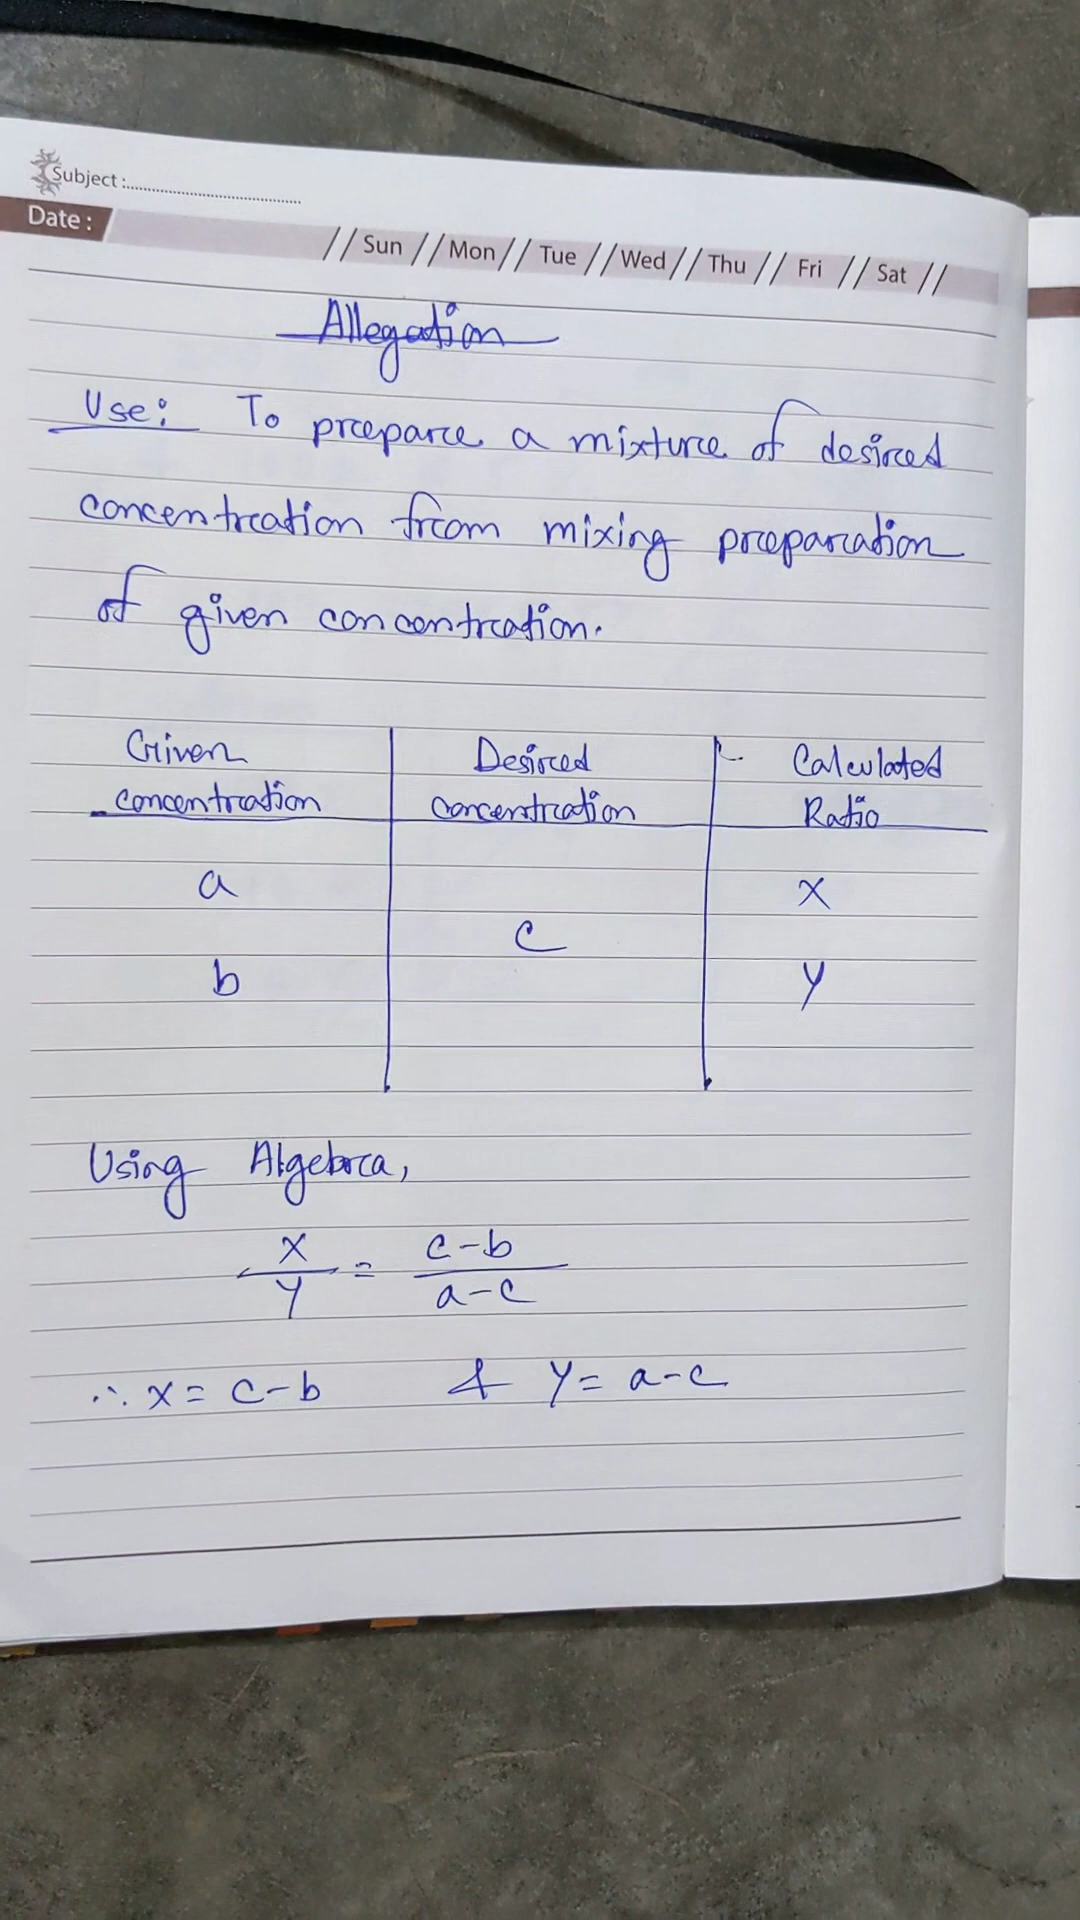 Subject :
Date :
// Sun // Mon // Tue // Wed // Thu // Fri // Sat //
Allegation
Use: To prepare a mixture of desired
concentration from mixing preparation
of given concentration.
Given Desired Calculated
concentration concentration Ratio
a x
c
b y
Using Algebra,
x/y = c-b/a-c
∴ x = c-b & y = a-c